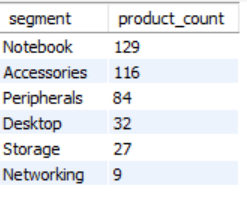 segment product_count
Notebook 129
Accessories 116
Peripherals 84
Desktop 32
Storage 27
Networking 9